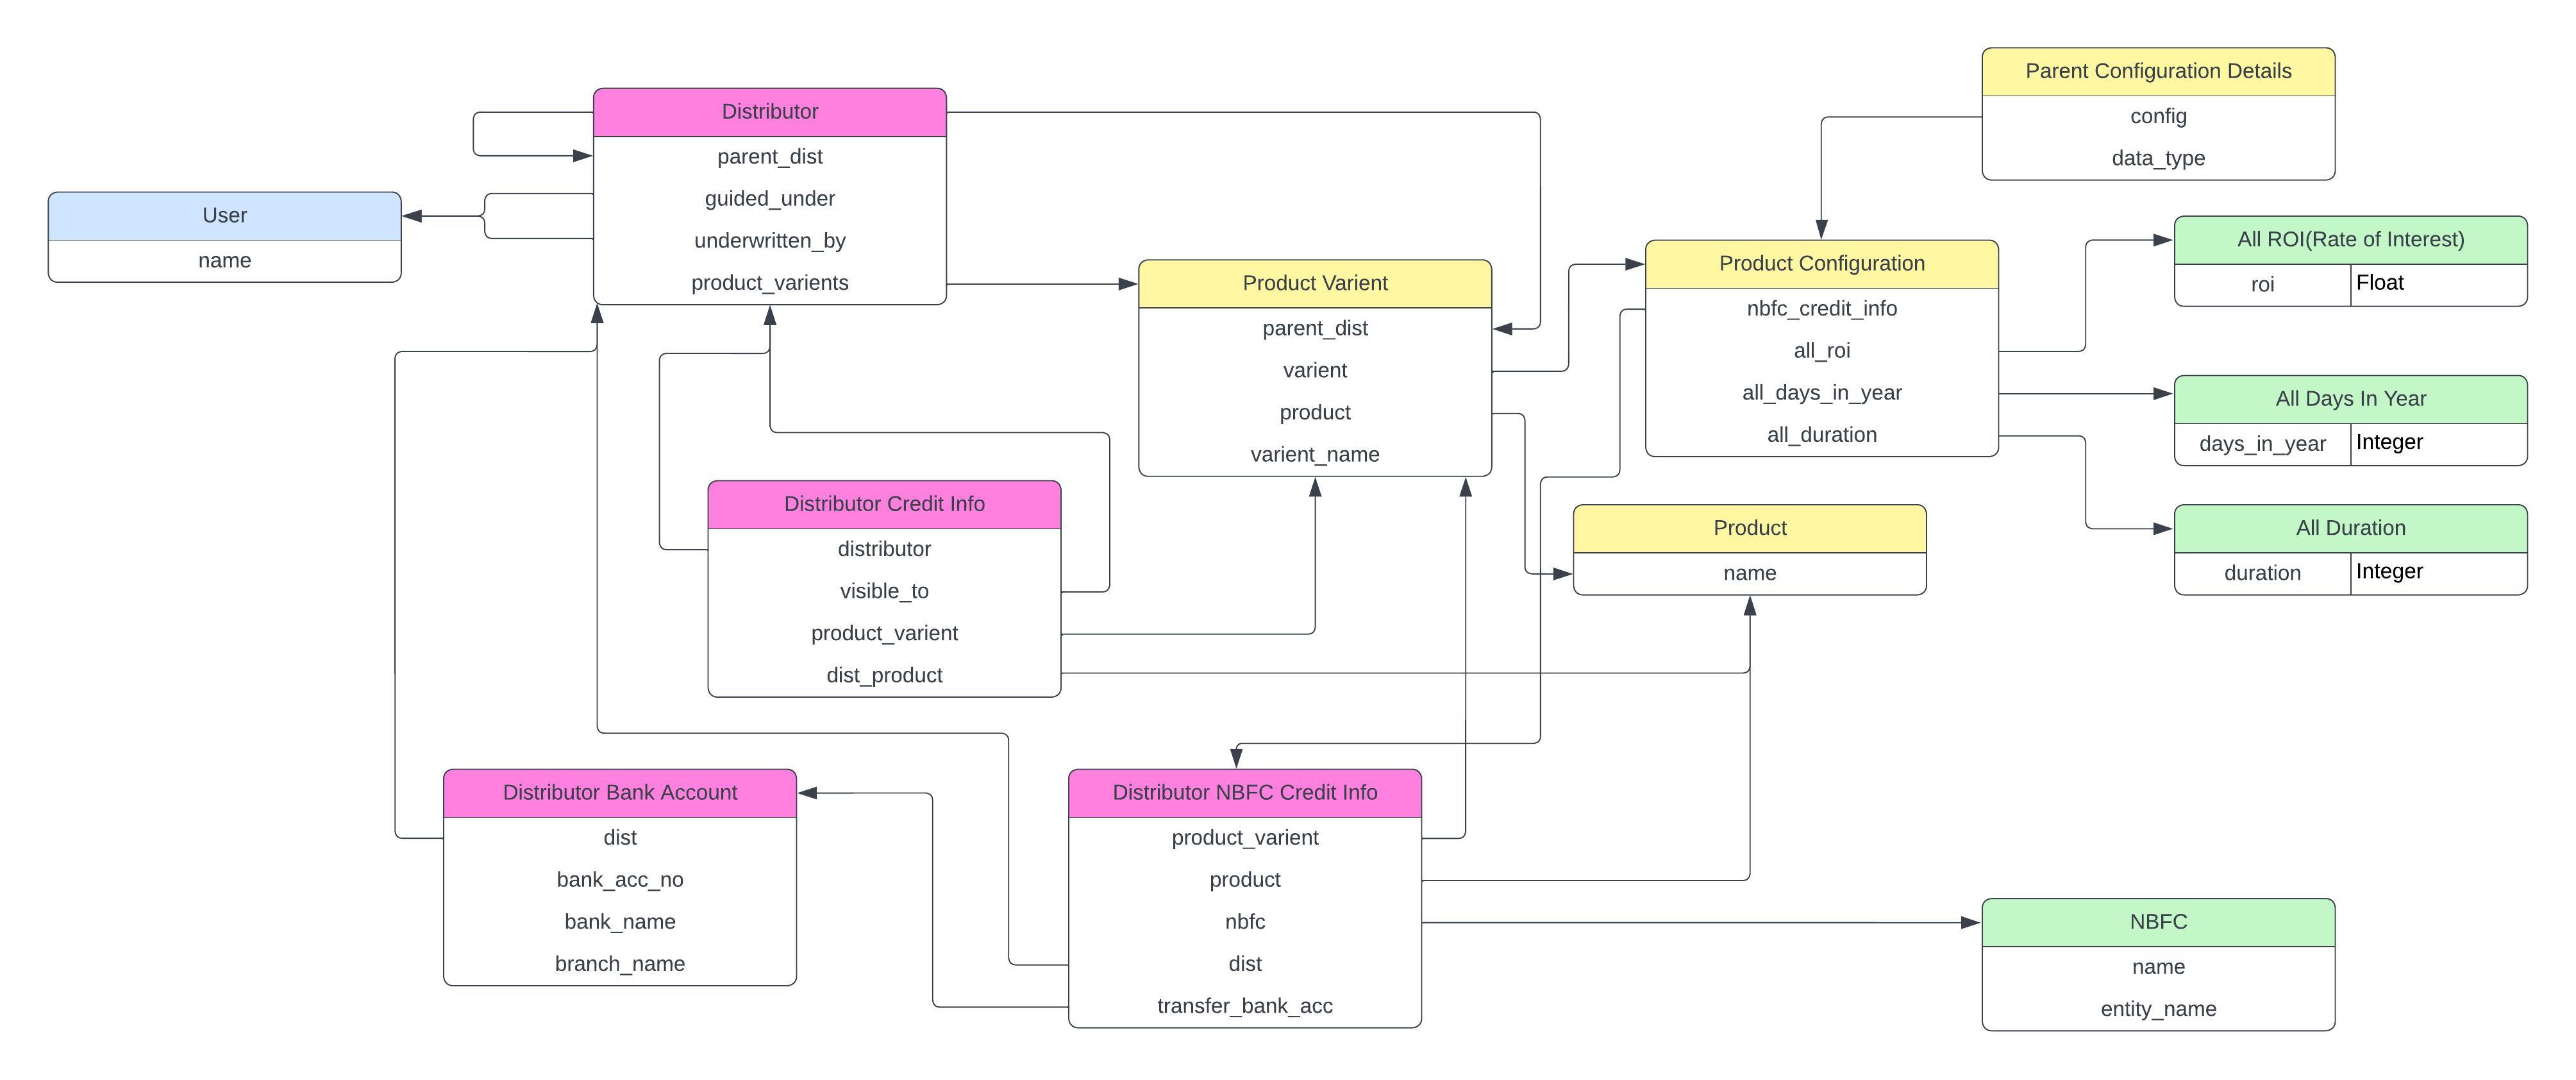 Parent Configuration Details
config
data_type
Distributor
parent_dist
guided_under
underwritten_by
product_varients
User
name
Product Varient
parent_dist
varient
product
varient_name
Product Configuration
nbfc_credit_info
all_roi
all_days_in_year
all_duration
All ROI(Rate of Interest)
roi Float
All Days In Year
days_in_year Integer
All Duration
duration Integer
Product
name
Distributor Credit Info
distributor
visible_to
product_varient
dist_product
Distributor Bank Account
dist
bank_acc_no
bank_name
branch_name
Distributor NBFC Credit Info
product_varient
product
nbfc
dist
transfer_bank_acc
NBFC
name
entity_name